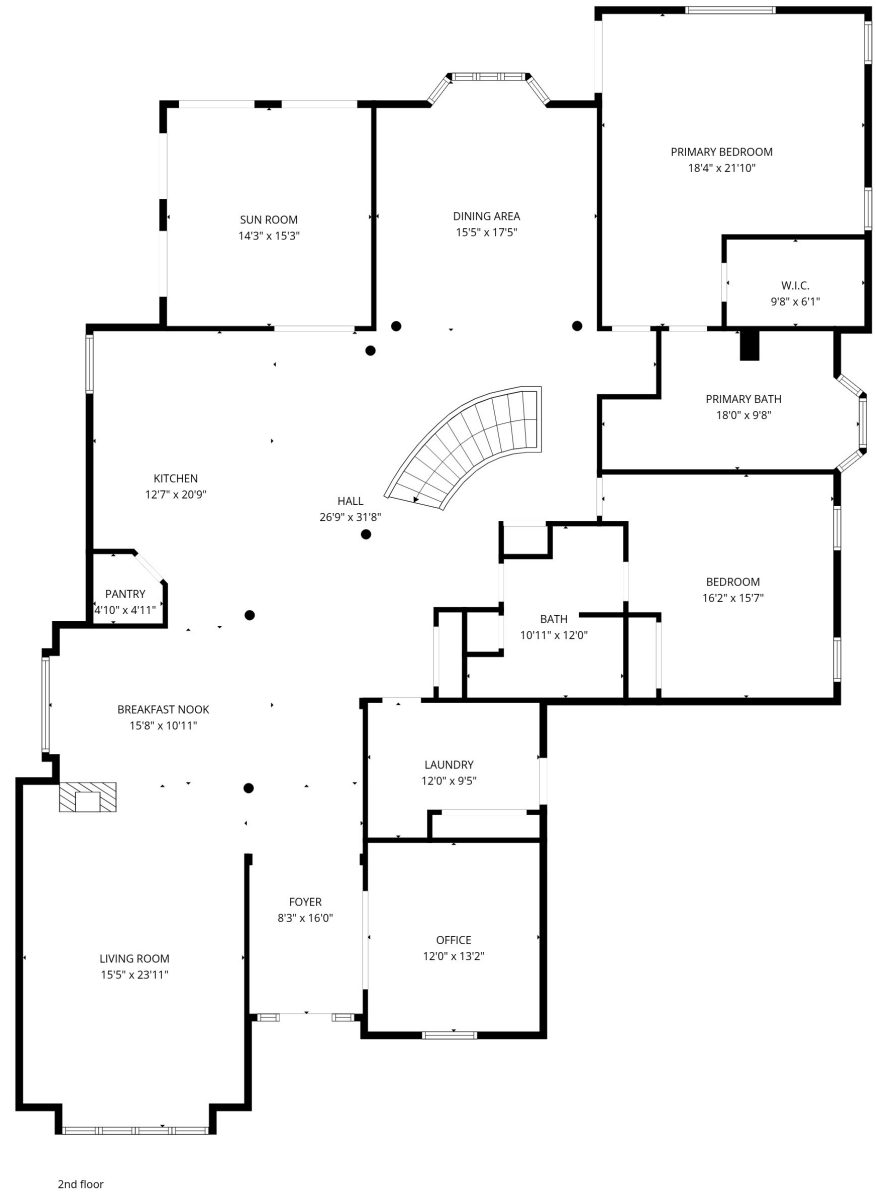 PRIMARY BEDROOM
18'4" x 21'10"
SUN ROOM
14'3" x 15'3"
DINING AREA
15'5" x 17'5"
W.I.C.
9'8" x 6'1"
PRIMARY BATH
18'0" x 9'8"
KITCHEN
12'7" x 20'9"
HALL
26'9" x 31'8"
PANTRY
4'10" x 4'11"
BEDROOM
16'2" x 15'7"
BATH
10'11" x 12'0"
BREAKFAST NOOK
15'8" x 10'11"
LAUNDRY
12'0" x 9'5"
FOYER
8'3" x 16'0"
OFFICE
12'0" x 13'2"
LIVING ROOM
15'5" x 23'11"
2nd floor